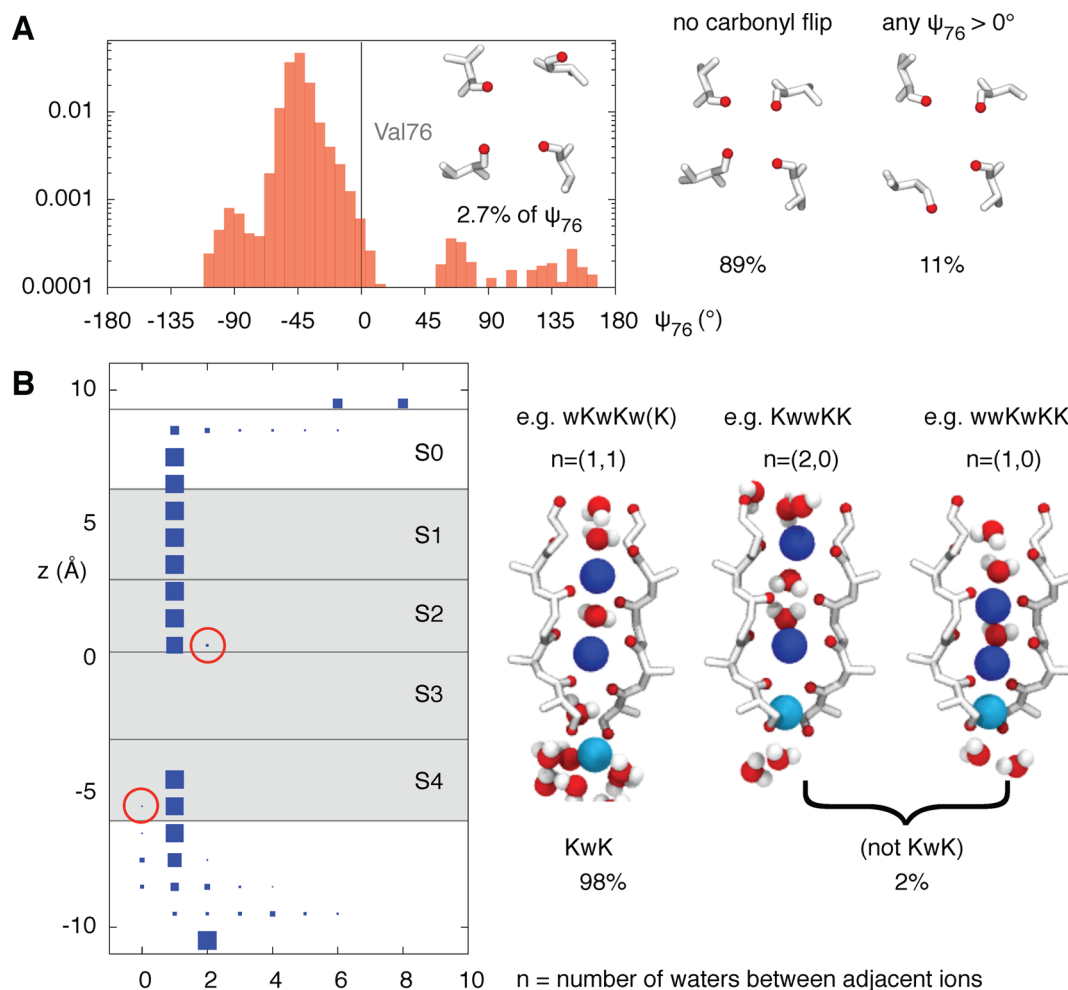 A
no carbonyl flip
any ψ76 > 0°
0.01
Val76
0.001
2.7% of ψ76
89%
11%
0.0001
-180 -135 -90 -45 0 45 90 135 180 ψ76 (°)
B
10
e.g. wKwKw(K)
e.g. KwwKK
e.g. wwKwKK
S0
n=(1,1)
n=(2,0)
n=(1,0)
5
S1
z (Å)
S2
0
S3
S4
-5
KwK
(not KwK)
98%
2%
-10
0 2 4 6 8 10
n = number of waters between adjacent ions